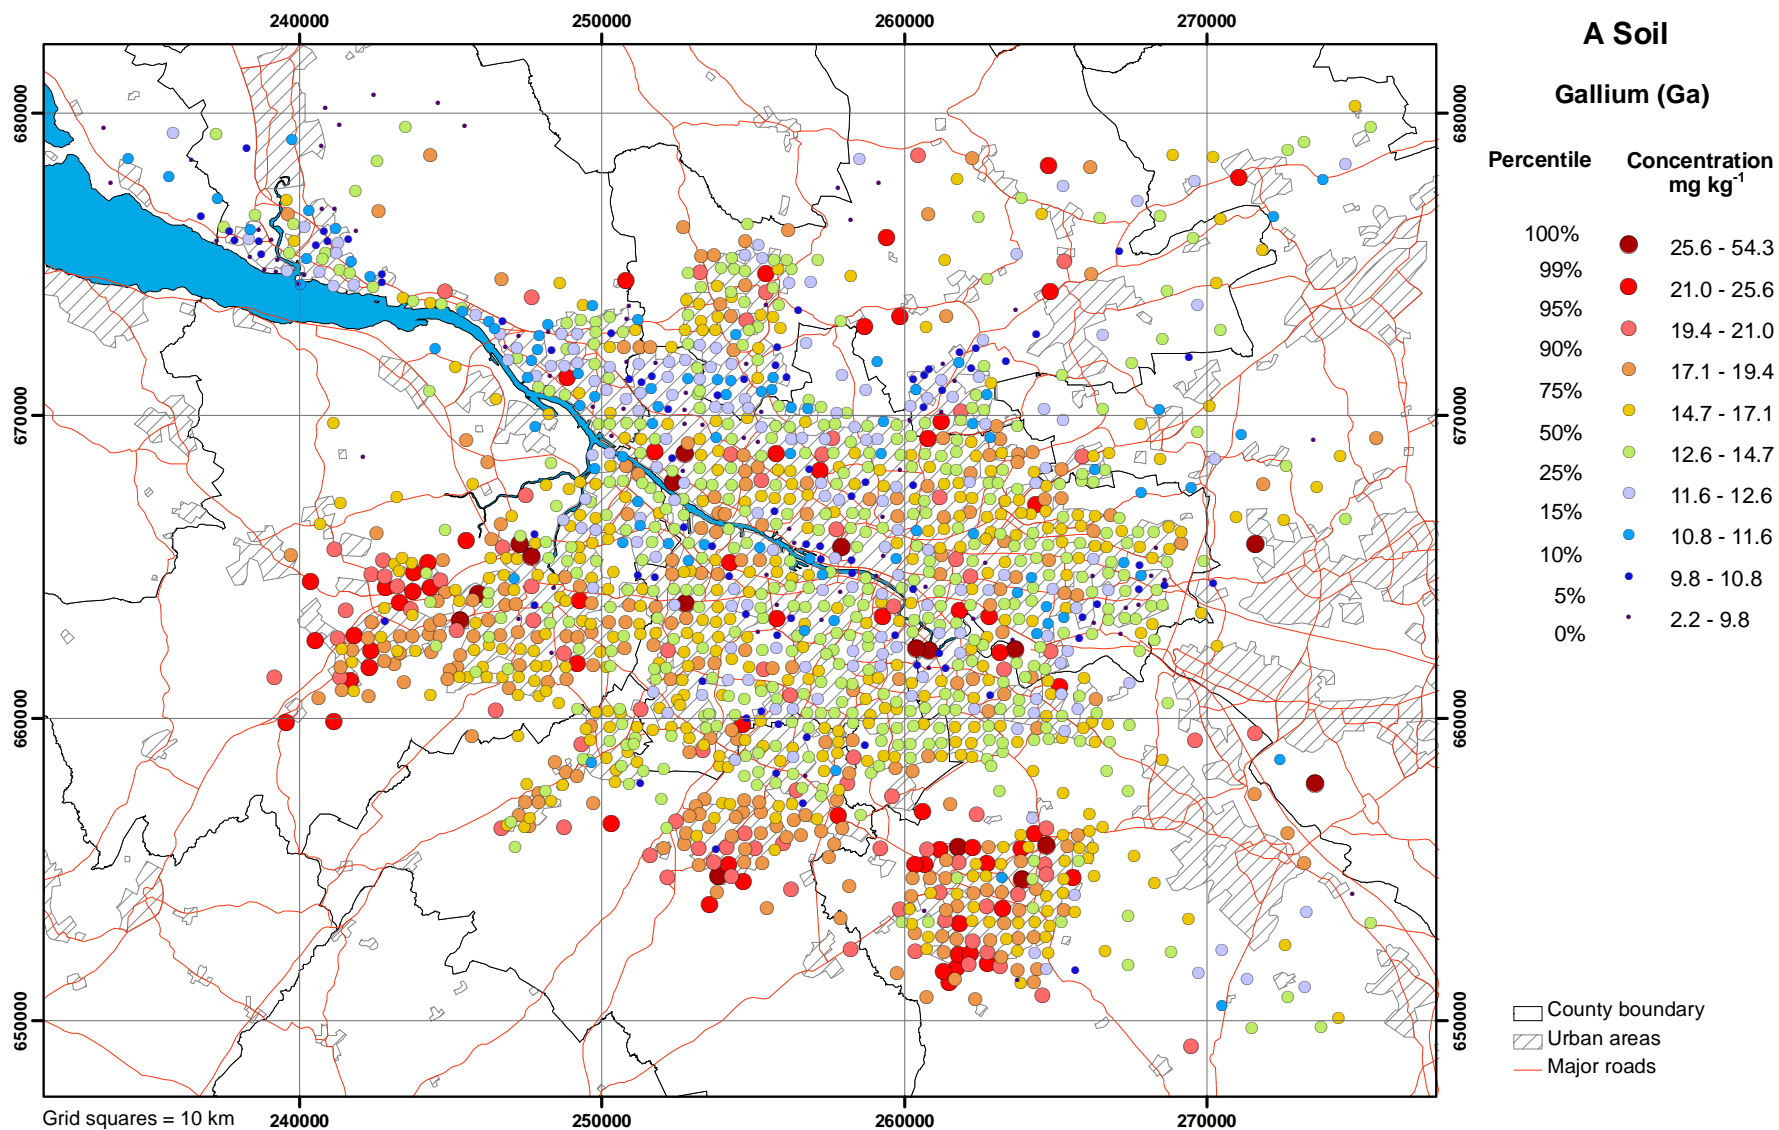 240000 250000 260000 270000
A Soil
Gallium (Ga)
Percentile Concentration
mg kg-1
100%
25.6 - 54.3
99%
21.0 - 25.6
95%
19.4 - 21.0
90%
17.1 - 19.4
75%
14.7 - 17.1
50%
12.6 - 14.7
25%
11.6 - 12.6
15%
10.8 - 11.6
10%
9.8 - 10.8
5%
2.2 - 9.8
0%
680000 680000
670000 670000
660000 660000
650000 650000
County boundary
Urban areas
Major roads
Grid squares = 10 km
240000 250000 260000 270000